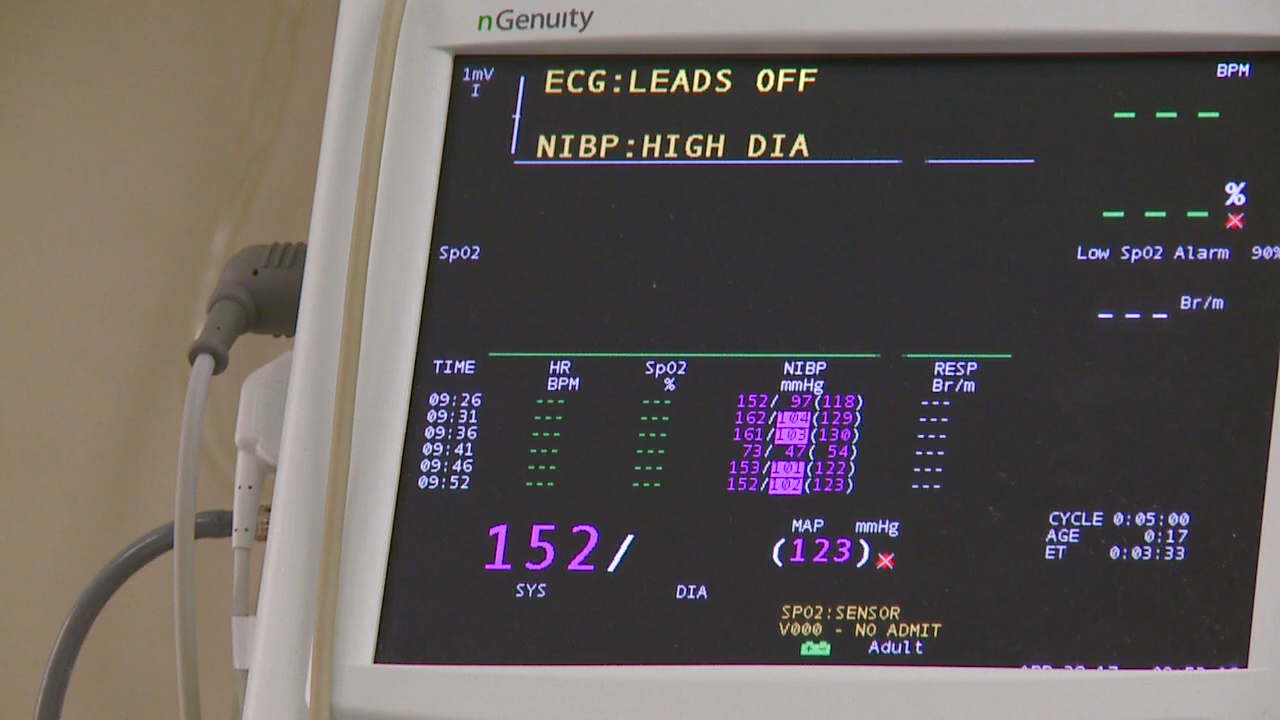 nGenuity
1mV
I
ECG:LEADS OFF
BPM
NIBP:HIGH DIA
- - -
%
- - -
SpO2
Low SpO2 Alarm 90%
- - - Br/m
TIME HR SpO2 NIBP RESP
BPM % mmHg Br/m
09:26 --- --- 152/ 97(118) ---
09:31 --- --- 162/104(129) ---
09:36 --- --- 161/103(130) ---
09:41 --- --- 73/ 47( 54) ---
09:46 --- --- 153/101(122) ---
09:52 --- --- 152/102(123) ---
152/
SYS
DIA
MAP mmHg
(123)
CYCLE 0:05:00
AGE 0:17
ET 0:03:33
SPO2:SENSOR
V000 - NO ADMIT
Adult